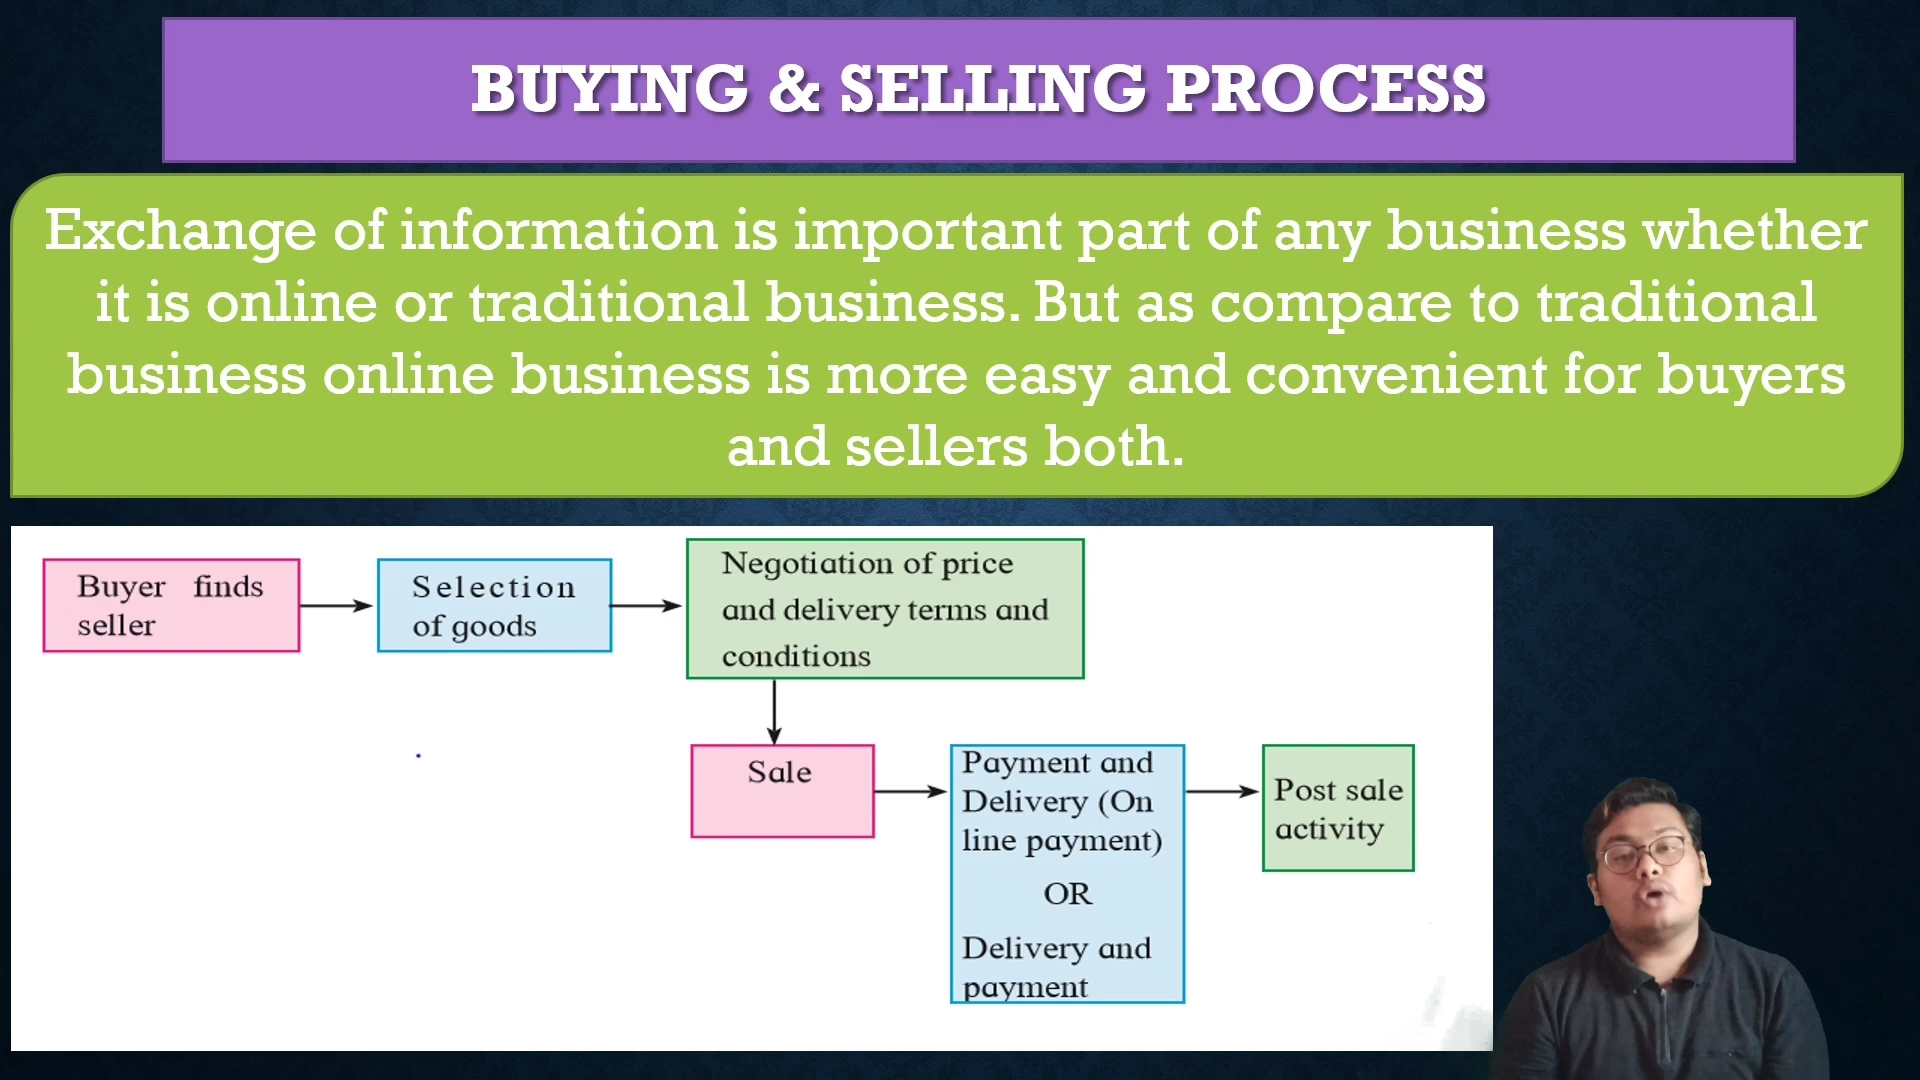 BUYING & SELLING PROCESS
Exchange of information is important part of any business whether
it is online or traditional business. But as compare to traditional
business online business is more easy and convenient for buyers
and sellers both.
Buyer finds
seller
Selection
of goods
Negotiation of price
and delivery terms and
conditions
Sale
Payment and
Delivery (On
line payment)
OR
Delivery and
payment
Post sale
activity